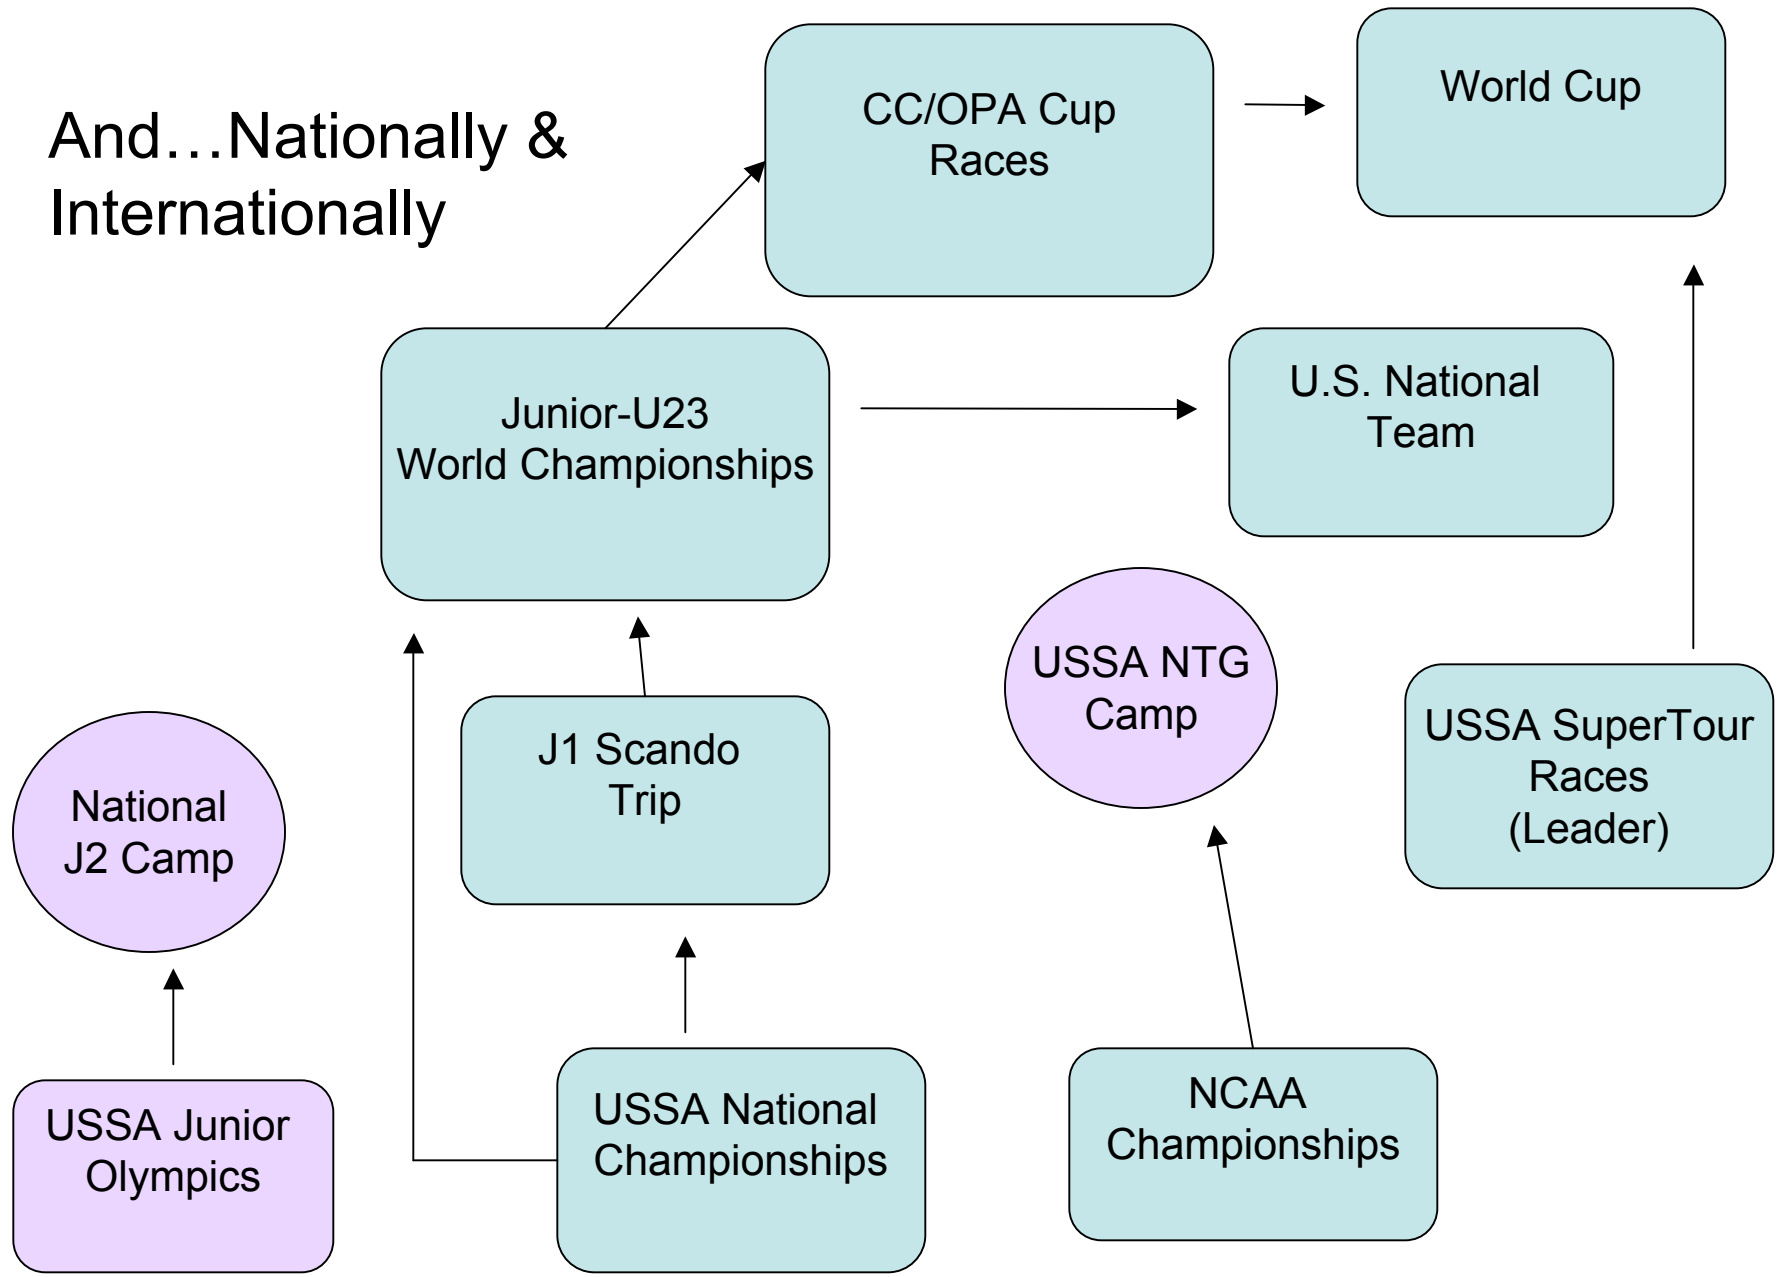 And…Nationally &
Internationally
CC/OPA Cup
Races
World Cup
Junior-U23
World Championships
U.S. National
Team
USSA NTG
Camp
USSA SuperTour
Races
(Leader)
J1 Scando
Trip
National
J2 Camp
USSA Junior
Olympics
USSA National
Championships
NCAA
Championships